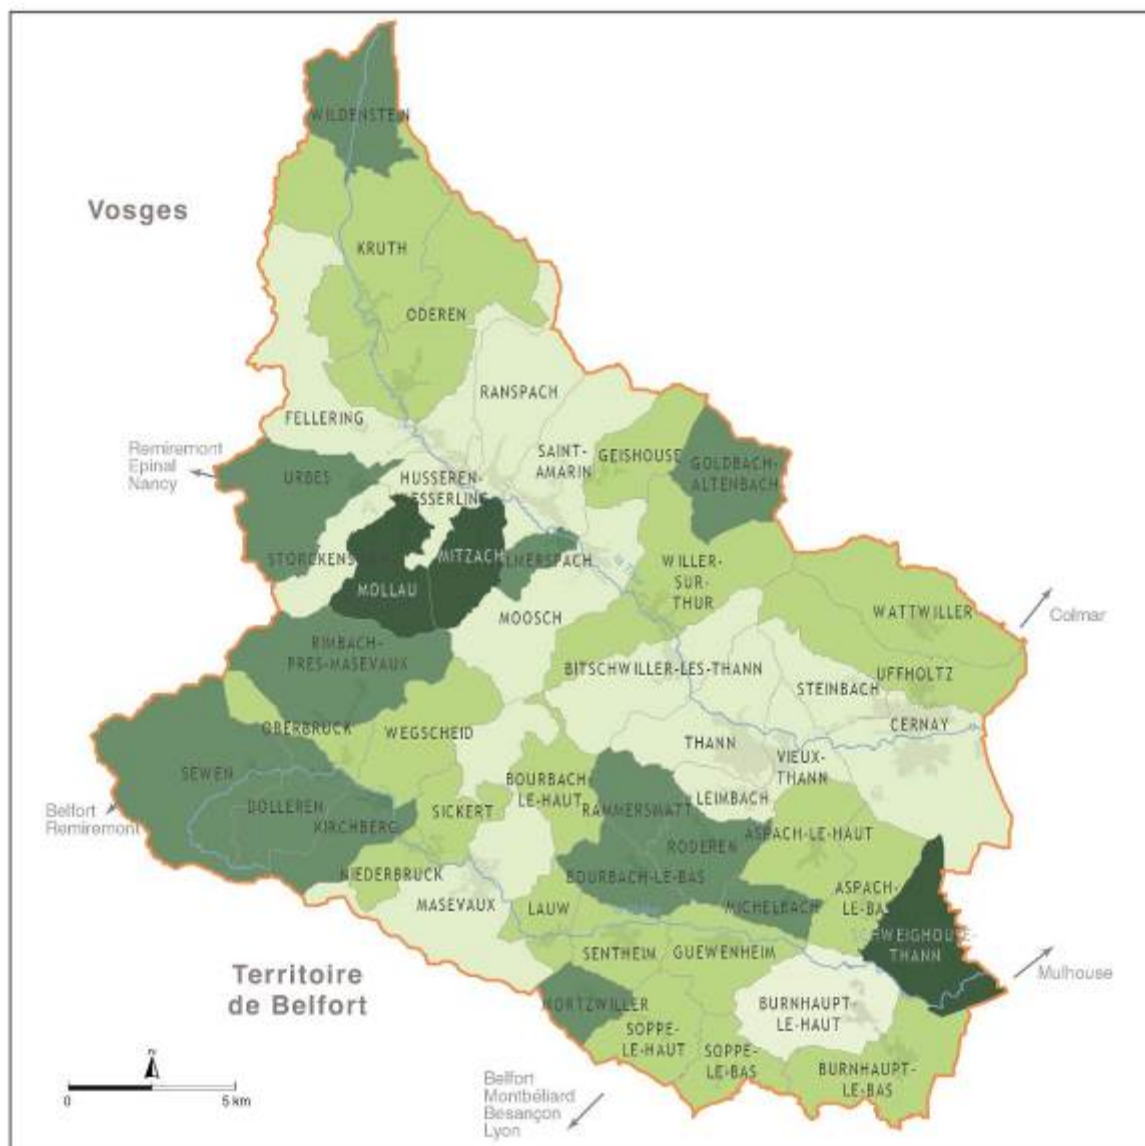 WILDENSTEIN
Vosges
KRUTH
ODEREN
RANSPACH
FELLERING
SAINT-
AMARIN
GEISHOUSE
GOLDBACH-
ALTENBACH
Remiremont
Epinal
Nancy
URBES
HUSSEREN-
WESSERLING
MITZACH
MOLLAU
WILLER-
SUR-
THUR
MOOSCH
WATTWILLER
Colmar
RIMBACH-
PRES-MASEVAUX
BITSCHWILLER-LES-THANN
UFFHOLTZ
STEINBACH
CERNAY
OBERBRUCK
WEGSCHEID
THANN
VIEUX-
THANN
SEWEN
BOURBACH-
LE-HAUT
LEIMBACH
Belfort
Remiremont
DOLLEREN
KIRCHBERG
SICKERT
RAMMERSMATT
RODEREN
ASPACH-LE-HAUT
NIEDERBRUCK
BOURBACH-LE-BAS
MASEVAUX
LAUW
MICHELBACH
ASPACH-
LE-BAS
SCHWEIGHOUSE-
THANN
SENTHEIM
GUEWENHEIM
Mulhouse
Territoire
de Belfort
MORTZWILLER
BURNHAUPT-
LE-HAUT
SOPPE-
LE-HAUT
SOPPE-
LE-BAS
BURNHAUPT-
LE-BAS
N
0
5 km
Belfort
Montbéliard
Besançon
Lyon